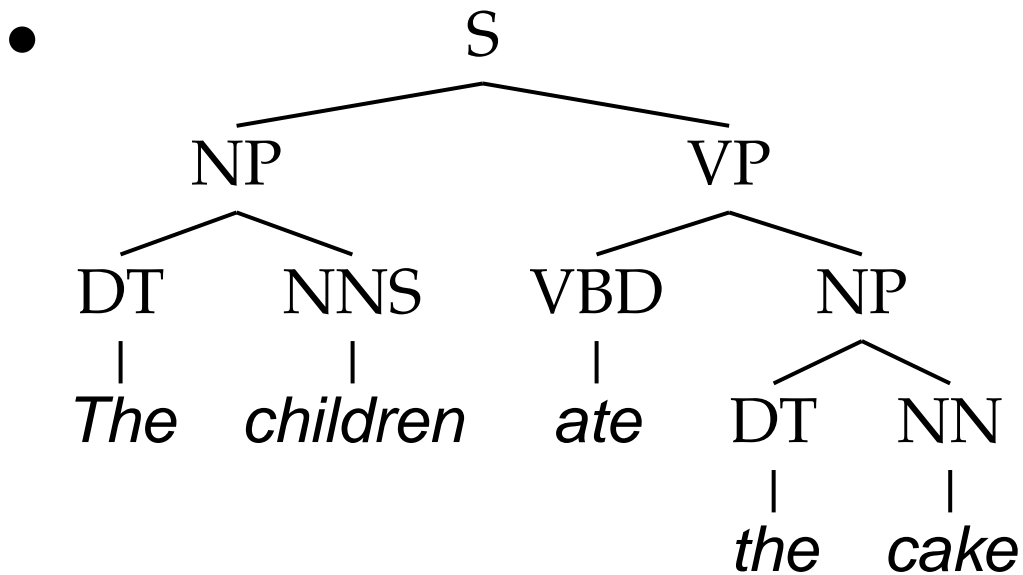 • S
NP VP
DT NNS VBD NP
The children ate DT NN
the cake